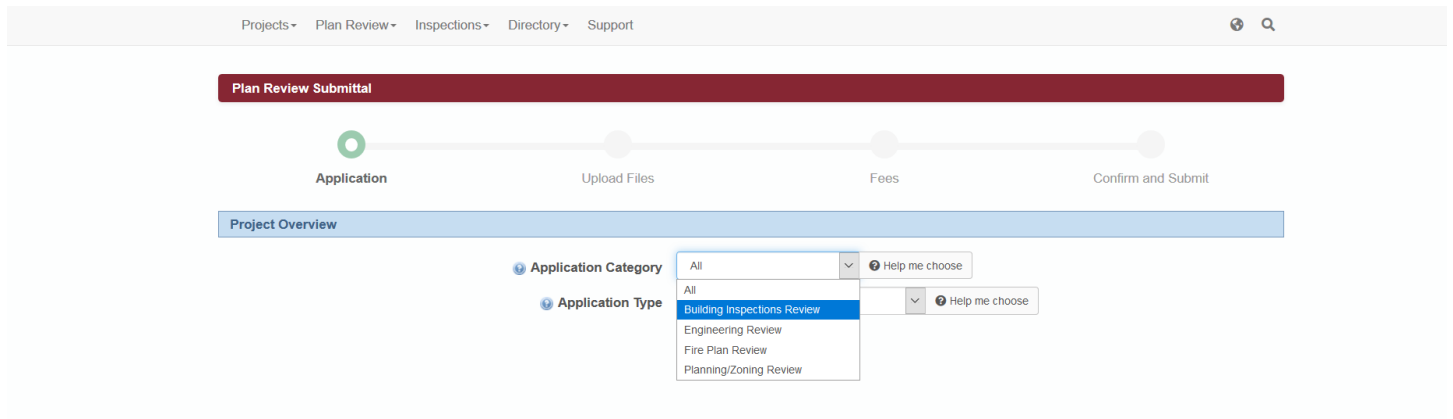 Projects Plan Review Inspections Directory Support
Plan Review Submittal
Application Upload Files Fees Confirm and Submit
Project Overview
Application Category All Help me choose
All
Application Type Help me choose
Building Inspections Review
Engineering Review
Fire Plan Review
Planning/Zoning Review